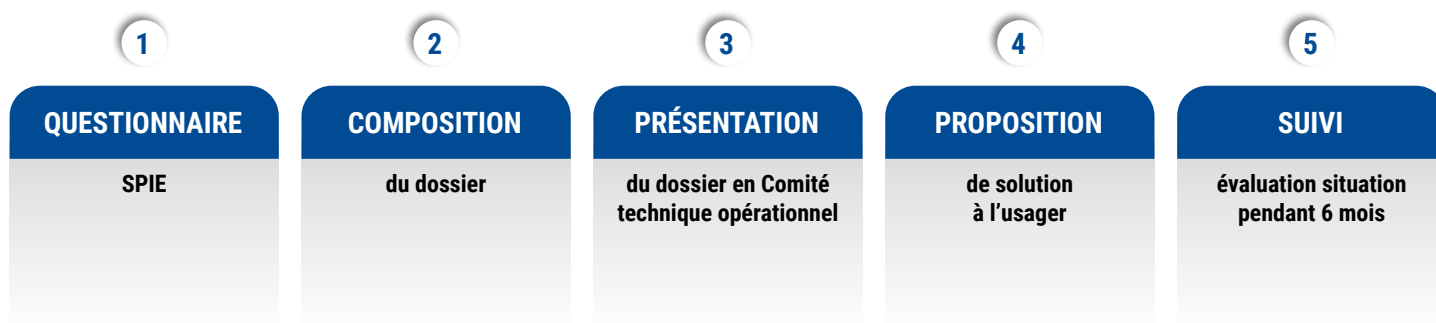 1
QUESTIONNAIRE
SPIE
2
COMPOSITION
du dossier
3
PRÉSENTATION
du dossier en Comité
technique opérationnel
4
PROPOSITION
de solution
à l’usager
5
SUIVI
évaluation situation
pendant 6 mois